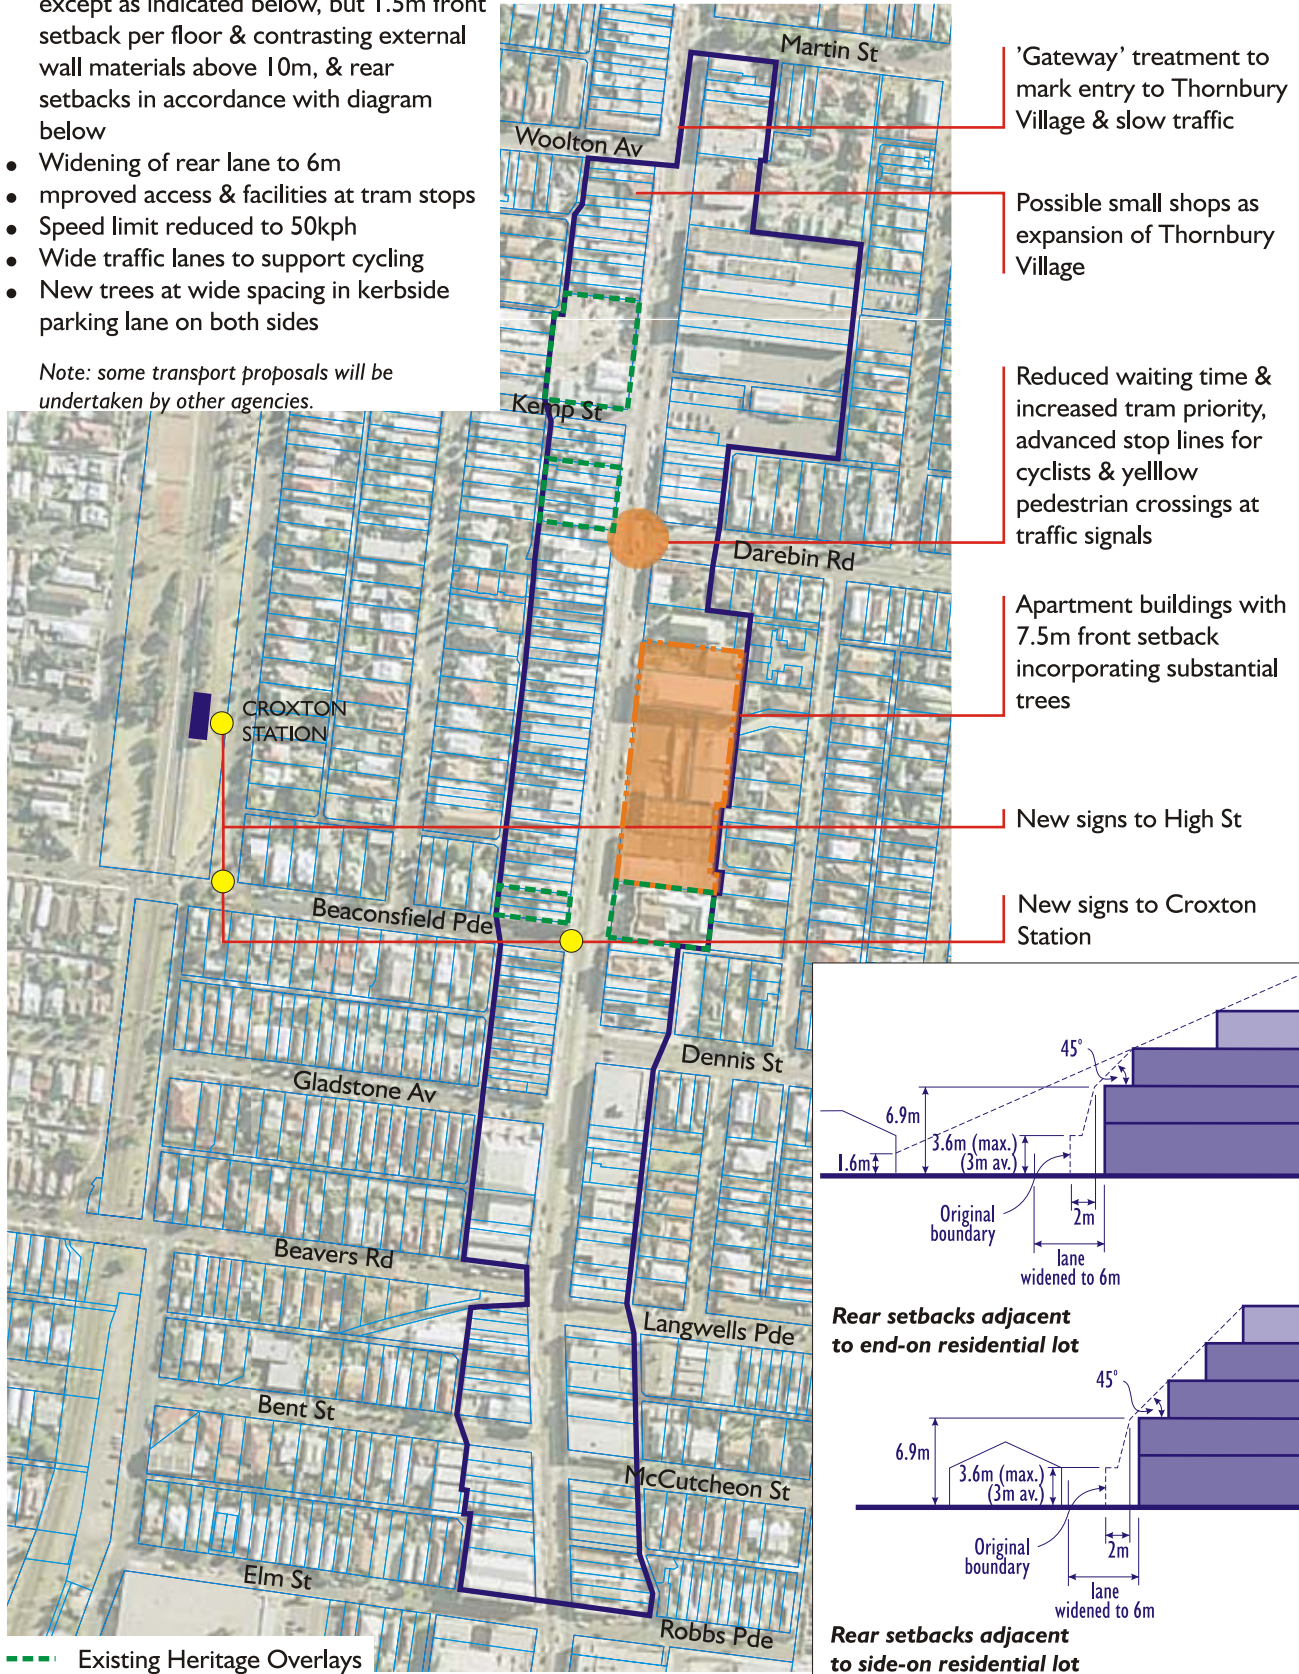 except as indicated below, but 1.5m front
setback per floor & contrasting external
wall materials above 10m, & rear
setbacks in accordance with diagram
below
• Widening of rear lane to 6m
• mproved access & facilities at tram stops
• Speed limit reduced to 50kph
• Wide traffic lanes to support cycling
• New trees at wide spacing in kerbside
parking lane on both sides
Note: some transport proposals will be
undertaken by other agencies.
Martin St
Woolton Av
Kemp St
Darebin Rd
CROXTON
STATION
Beaconsfield Pde
Dennis St
Gladstone Av
Beavers Rd
Langwells Pde
Bent St
McCutcheon St
Elm St
Robbs Pde
Existing Heritage Overlays
'Gateway' treatment to
mark entry to Thornbury
Village & slow traffic
Possible small shops as
expansion of Thornbury
Village
Reduced waiting time &
increased tram priority,
advanced stop lines for
cyclists & yelllow
pedestrian crossings at
traffic signals
Apartment buildings with
7.5m front setback
incorporating substantial
trees
New signs to High St
New signs to Croxton
Station
45°
6.9m
3.6m (max.)
(3m av.)
1.6m
Original
boundary
2m
lane
widened to 6m
Rear setbacks adjacent
to end-on residential lot
45°
6.9m
3.6m (max.)
(3m av.)
Original
boundary
2m
lane
widened to 6m
Rear setbacks adjacent
to side-on residential lot